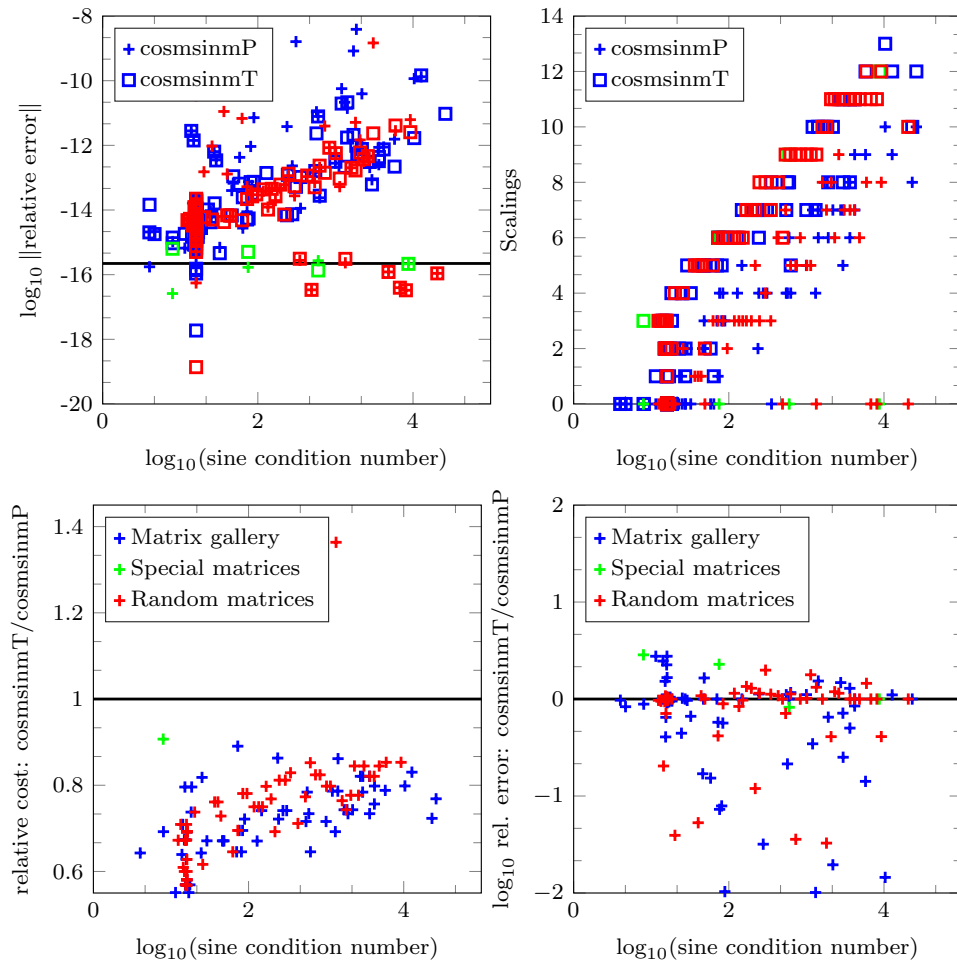 -8
-10
-12
-14
-16
-18
-20
0
2
4
log₁₀ ||relative error||
log₁₀(sine condition number)
cosmsinmP
cosmsinmT
14
12
10
8
6
4
2
0
0
2
4
Scalings
log₁₀(sine condition number)
cosmsinmP
cosmsinmT
1.4
1.2
1
0.8
0.6
0
2
4
relative cost: cosmsinmT/cosmsinmP
log₁₀(sine condition number)
Matrix gallery
Special matrices
Random matrices
2
1
0
−1
−2
0
2
4
log₁₀ rel. error: cosmsinmT/cosmsinmP
log₁₀(sine condition number)
Matrix gallery
Special matrices
Random matrices